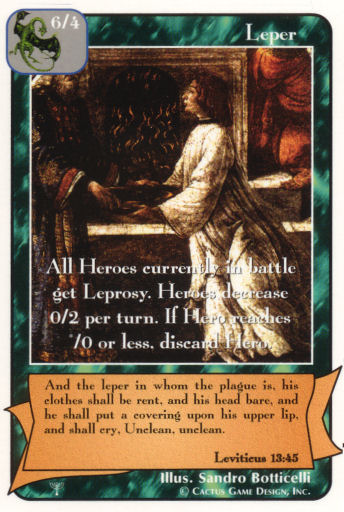 6/4
Leper
All Heroes currently in battle
get Leprosy. Heroes decrease
0/2 per turn. If Hero reaches
*/0 or less, discard Hero.
And the leper in whom the plague is, his
clothes shall be rent, and his head bare, and
he shall put a covering upon his upper lip,
and shall cry, Unclean, unclean.
Leviticus 13:45
Illus. Sandro Botticelli
© Cactus Game Design, Inc.